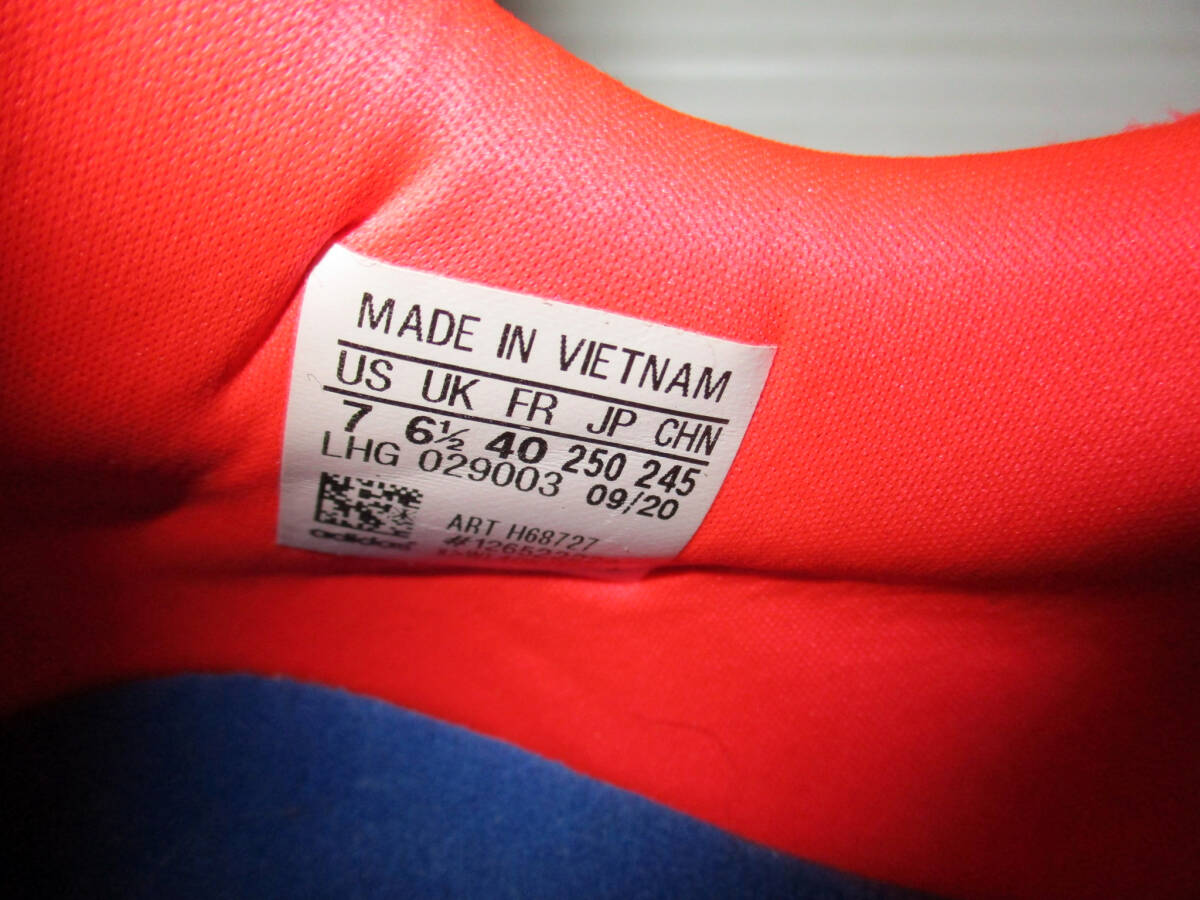 MADE IN VIETNAM
US UK FR JP CHN
7 6½ 40 250 245
LHG 029003 09/20
ART H68727
adidas